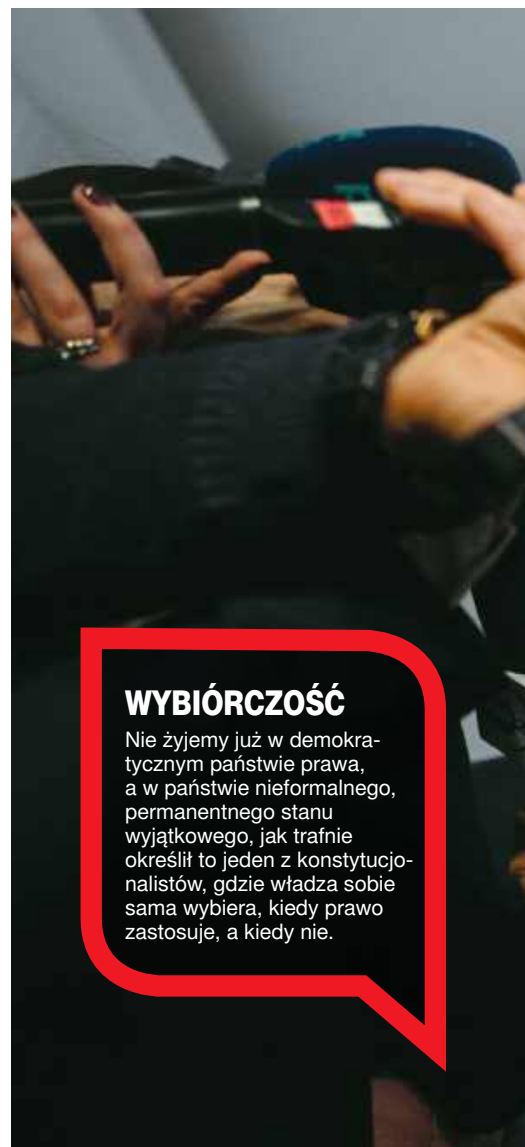 WYBIÓRCZOŚĆ
Nie żyjemy już w demokra-
tycznym państwie prawa,
a w państwie nieformalnego,
permanentnego stanu
wyjątkowego, jak trafnie
określił to jeden z konstytucjo-
nalistów, gdzie władza sobie
sama wybiera, kiedy prawo
zastosuje, a kiedy nie.